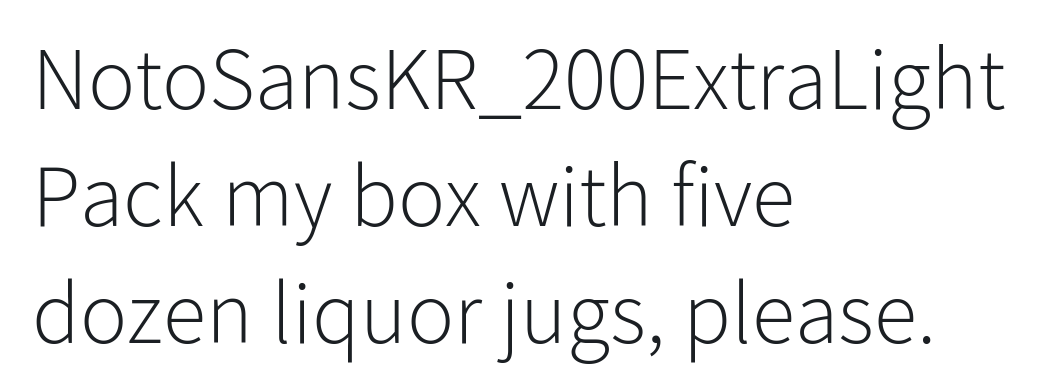 NotoSansKR_200ExtraLight
Pack my box with five
dozen liquor jugs, please.